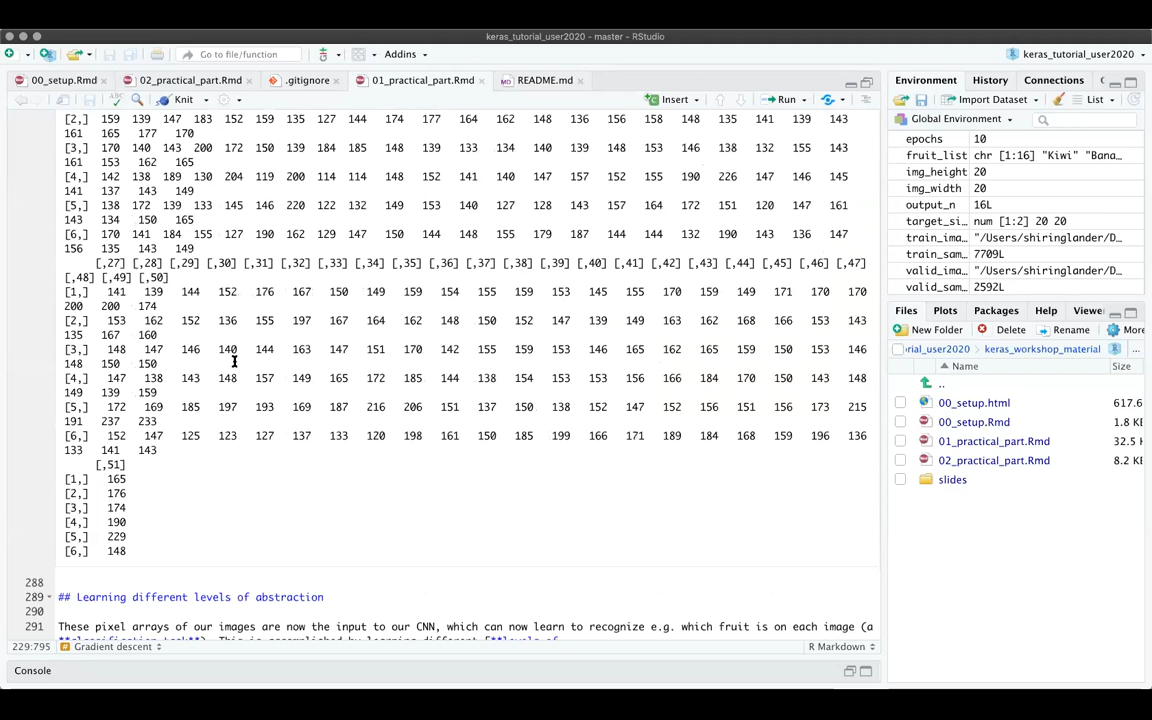 keras_tutorial_user2020 - master - RStudio
Go to file/function
Addins
keras_tutorial_user2020
00_setup.Rmd
02_practical_part.Rmd
.gitignore
01_practical_part.Rmd
README.md
Knit
Insert
Run
[2,] 159 139 147 183 152 159 135 127 144 174 177 164 162 148 136 156 158 148 135 141 139 143
161 165 177 170
[3,] 170 140 143 200 172 150 139 184 185 148 139 133 134 140 139 148 153 146 138 132 155 143
161 153 162 165
[4,] 142 138 189 130 204 119 200 114 114 148 152 141 140 147 157 152 155 190 226 147 146 145
141 137 143 149
[5,] 138 172 139 133 145 146 220 122 132 149 153 140 127 128 143 157 164 172 151 120 147 161
143 134 150 165
[6,] 170 141 184 155 127 190 162 129 147 150 144 148 155 179 187 144 144 132 190 143 136 147
156 135 143 149
[,27] [,28] [,29] [,30] [,31] [,32] [,33] [,34] [,35] [,36] [,37] [,38] [,39] [,40] [,41] [,42] [,43] [,44] [,45] [,46] [,47]
[,48] [,49] [,50]
[1,] 141 139 144 152 176 167 150 149 159 154 155 159 153 145 155 170 159 149 171 170 170
200 200 174
[2,] 153 162 152 136 155 197 167 164 162 148 150 152 147 139 149 163 162 168 166 153 143
135 167 160
[3,] 148 147 146 140 144 163 147 151 170 142 155 159 153 146 165 162 165 159 150 153 146
148 150 150
[4,] 147 138 143 148 157 149 165 172 185 144 138 154 153 153 156 166 184 170 150 143 148
149 139 159
[5,] 172 169 185 197 193 169 187 216 206 151 137 150 138 152 147 152 156 151 156 173 215
191 237 233
[6,] 152 147 125 123 127 137 133 120 198 161 150 185 199 166 171 189 184 168 159 196 136
133 141 143
[,51]
[1,] 165
[2,] 176
[3,] 174
[4,] 190
[5,] 229
[6,] 148
288
289 ## Learning different levels of abstraction
290
291 These pixel arrays of our images are now the input to our CNN, which can now learn to recognize e.g. which fruit is on each image (a
**classification task**). This is accomplished by learning different [**levels of
229:795 Gradient descent R Markdown
Console
Environment History Connections
Import Dataset List
Global Environment
epochs 10
fruit_list chr [1:16] "Kiwi" "Bana…
img_height 20
img_width 20
output_n 16L
target_si… num [1:2] 20 20
train_ima… "/Users/shiringlander/D…
train_sam… 7709L
valid_ima… "/Users/shiringlander/D…
valid_sam… 2592L
Files Plots Packages Help Viewe
New Folder Delete Rename More
rial_user2020 keras_workshop_material ...
Name Size
..
00_setup.html 617.6
00_setup.Rmd 1.8 KB
01_practical_part.Rmd 32.5 K
02_practical_part.Rmd 8.2 KB
slides